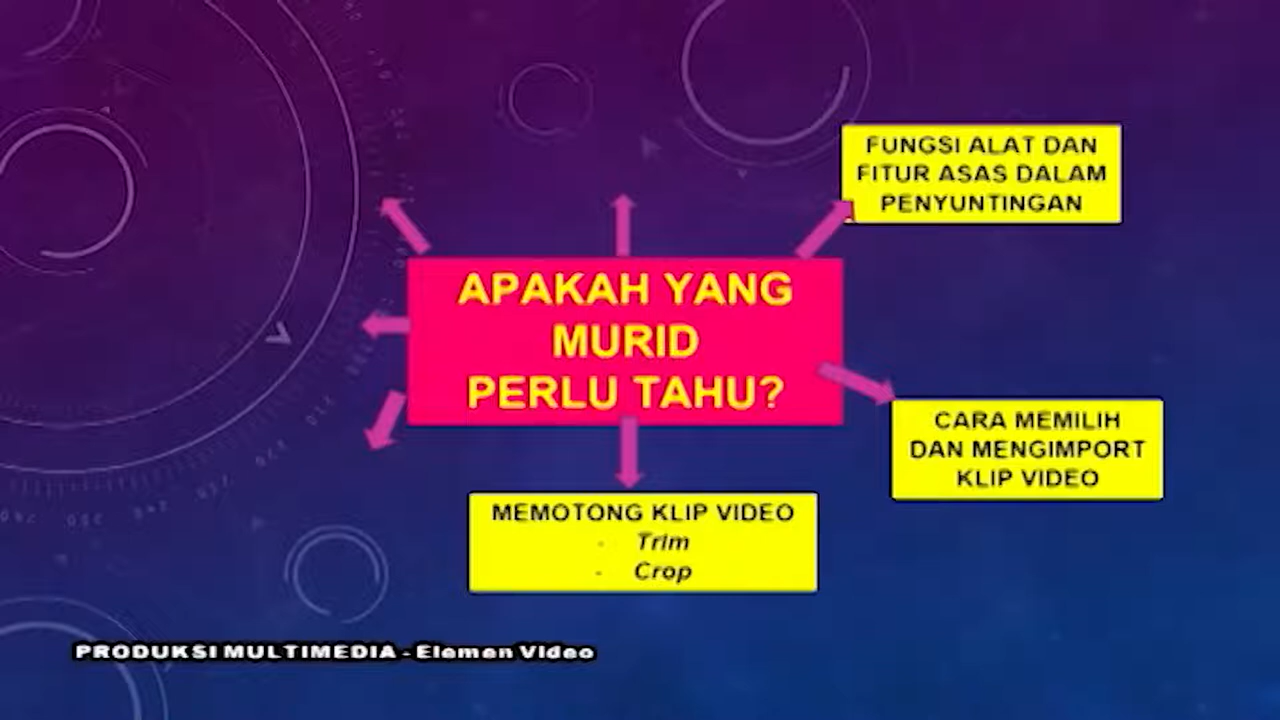 FUNGSI ALAT DAN
FITUR ASAS DALAM
PENYUNTINGAN
APAKAH YANG
MURID
PERLU TAHU?
CARA MEMILIH
DAN MENGIMPORT
KLIP VIDEO
MEMOTONG KLIP VIDEO
- Trim
- Crop
PRODUKSI MULTIMEDIA - Elemen Video